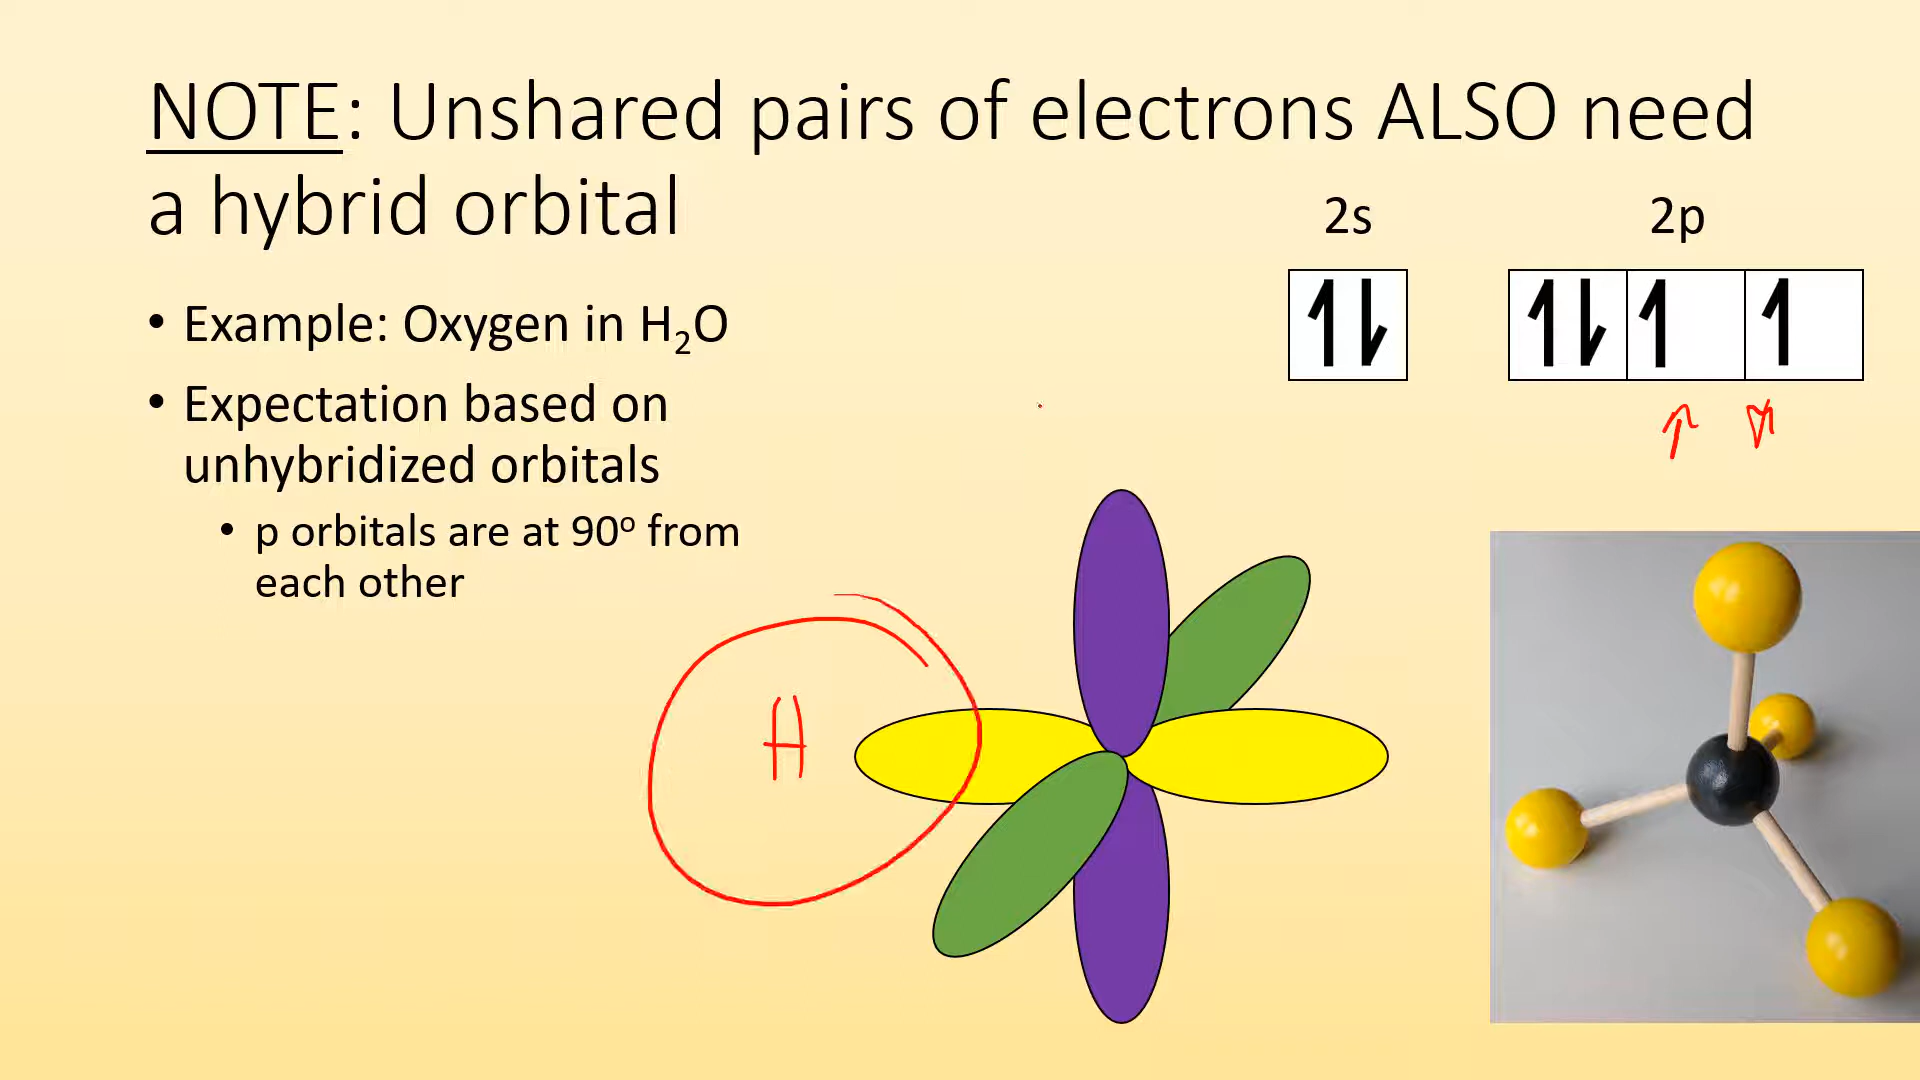 NOTE: Unshared pairs of electrons ALSO need
a hybrid orbital
2s
2p
• Example: Oxygen in H₂O
• Expectation based on
unhybridized orbitals
• p orbitals are at 90º from
each other
H